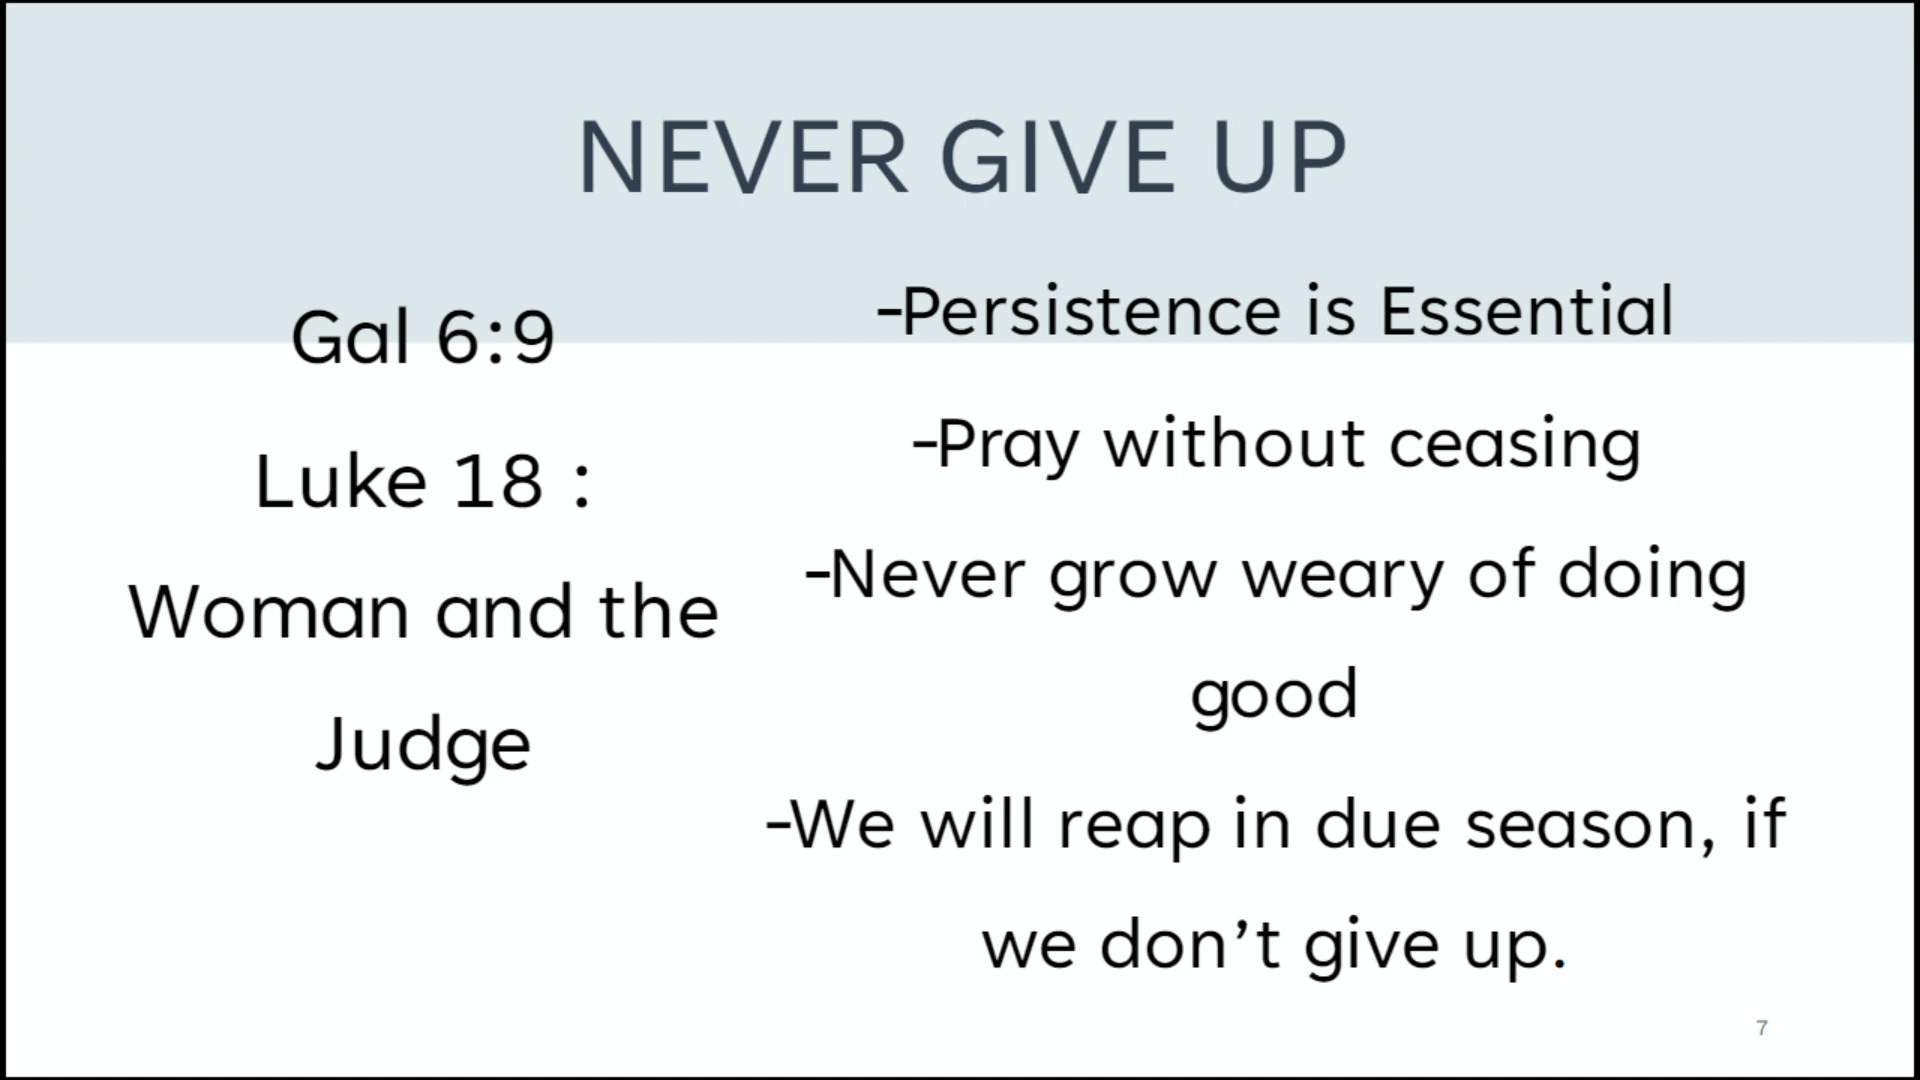 NEVER GIVE UP
Gal 6:9
Luke 18 :
Woman and the
Judge
-Persistence is Essential
-Pray without ceasing
-Never grow weary of doing
good
-We will reap in due season, if
we don’t give up.
7